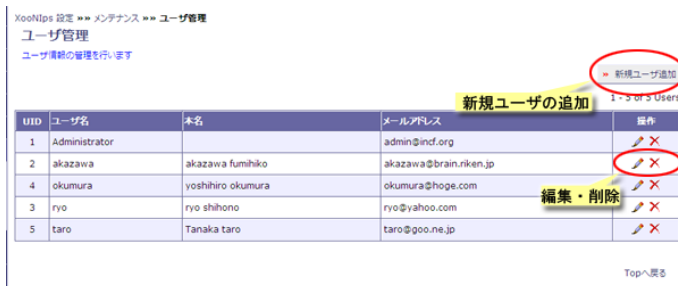 XooNIps 設定 »» メンテナンス »» ユーザ管理
ユーザ管理
ユーザ情報の管理を行います
» 新規ユーザ追加
新規ユーザの追加
1 - 5 of 5 Users
UID ユーザ名 本名 メールアドレス 操作
1 Administrator admin@incf.org
2 akazawa akazawa fumihiko akazawa@brain.riken.jp
4 okumura yoshihiro okumura okumura@hoge.com
編集・削除
3 ryo ryo shihono ryo@yahoo.com
5 taro Tanaka taro taro@goo.ne.jp
Topへ戻る